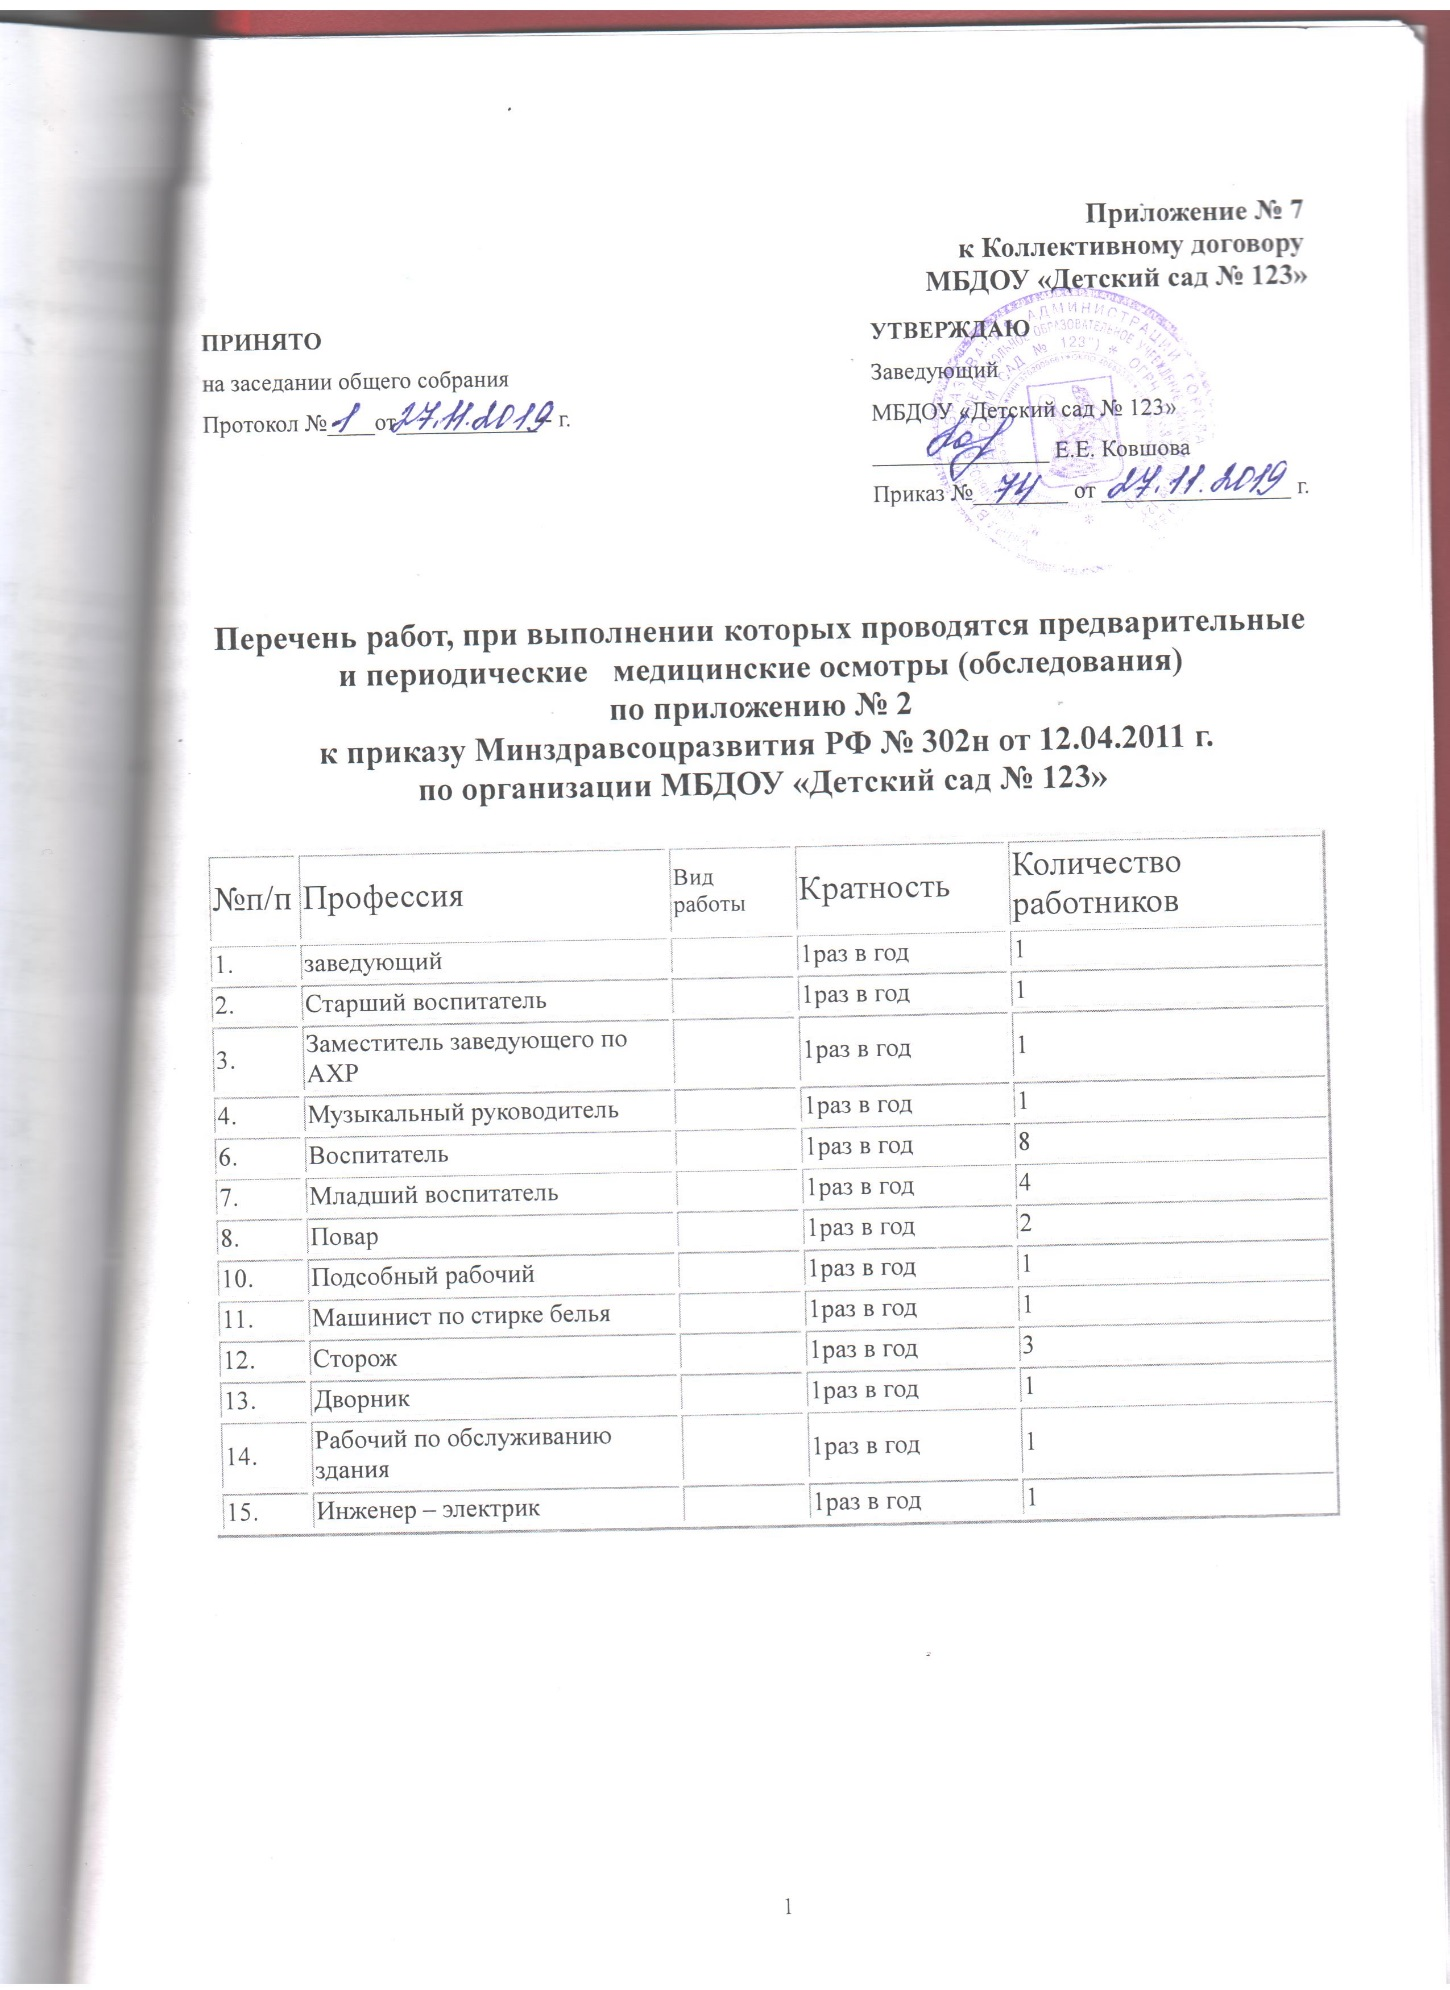 Приложение № 7
к Коллективному договору
МБДОУ «Детский сад № 123»
ПРИНЯТО
на заседании общего собрания
Протокол № 1 от 27.11.2019 г.
УТВЕРЖДАЮ
Заведующий
МБДОУ «Детский сад № 123»
Е.Е. Ковшова
Приказ № 74 от 27.11.2019 г.
Перечень работ, при выполнении которых проводятся предварительные
и периодические медицинские осмотры (обследования)
по приложению № 2
к приказу Минздравсоцразвития РФ № 302н от 12.04.2011 г.
по организации МБДОУ «Детский сад № 123»
№п/п Профессия Вид работы Кратность Количество работников
1. заведующий 1раз в год 1
2. Старший воспитатель 1раз в год 1
3. Заместитель заведующего по АХР 1раз в год 1
4. Музыкальный руководитель 1раз в год 1
6. Воспитатель 1раз в год 8
7. Младший воспитатель 1раз в год 4
8. Повар 1раз в год 2
10. Подсобный рабочий 1раз в год 1
11. Машинист по стирке белья 1раз в год 1
12. Сторож 1раз в год 3
13. Дворник 1раз в год 1
14. Рабочий по обслуживанию здания 1раз в год 1
15. Инженер – электрик 1раз в год 1
1